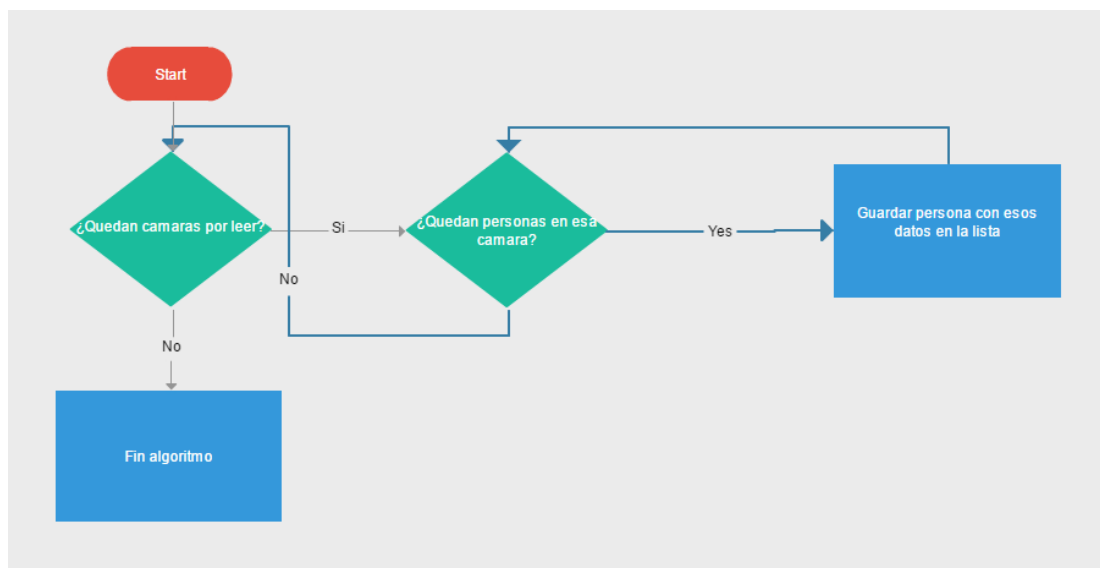 Start
¿Quedan camaras por leer?
Si
¿Quedan personas en esa
camara?
Yes
Guardar persona con esos
datos en la lista
No
No
Fin algoritmo